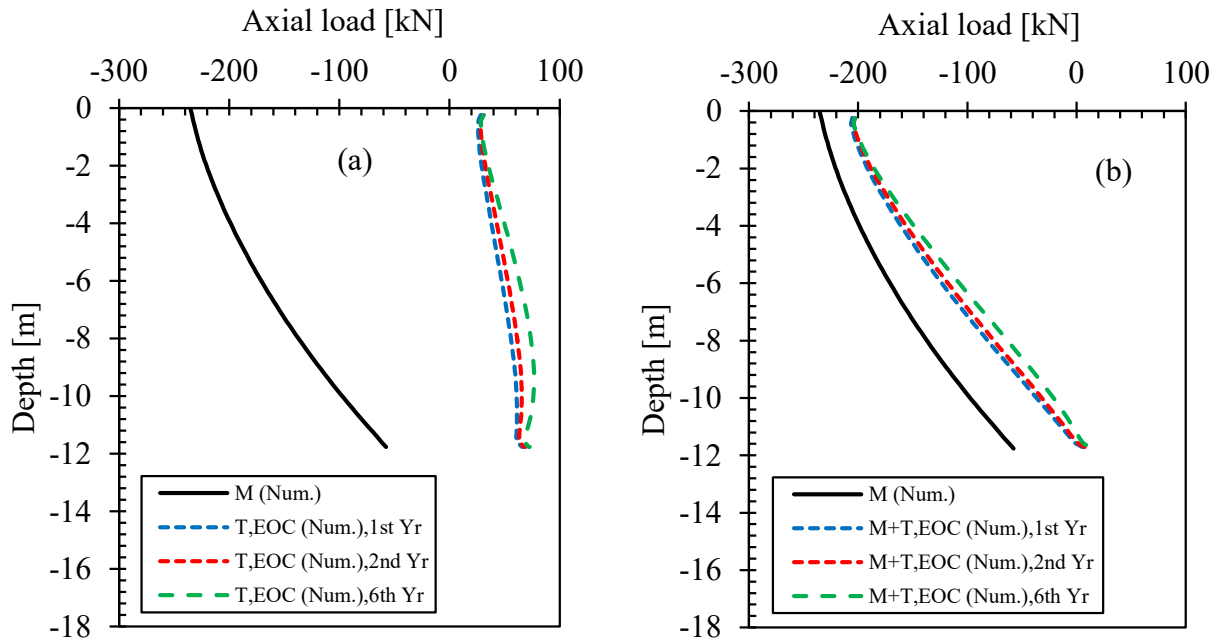 Axial load [kN]
-300 -200 -100 0 100
0
-2
-4
-6
-8
-10
-12
-14
-16
-18
Depth [m]
(a)
M (Num.)
T,EOC (Num.),1st Yr
T,EOC (Num.),2nd Yr
T,EOC (Num.),6th Yr
Axial load [kN]
-300 -200 -100 0 100
0
-2
-4
-6
-8
-10
-12
-14
-16
-18
Depth [m]
(b)
M (Num.)
M+T,EOC (Num.),1st Yr
M+T,EOC (Num.),2nd Yr
M+T,EOC (Num.),6th Yr